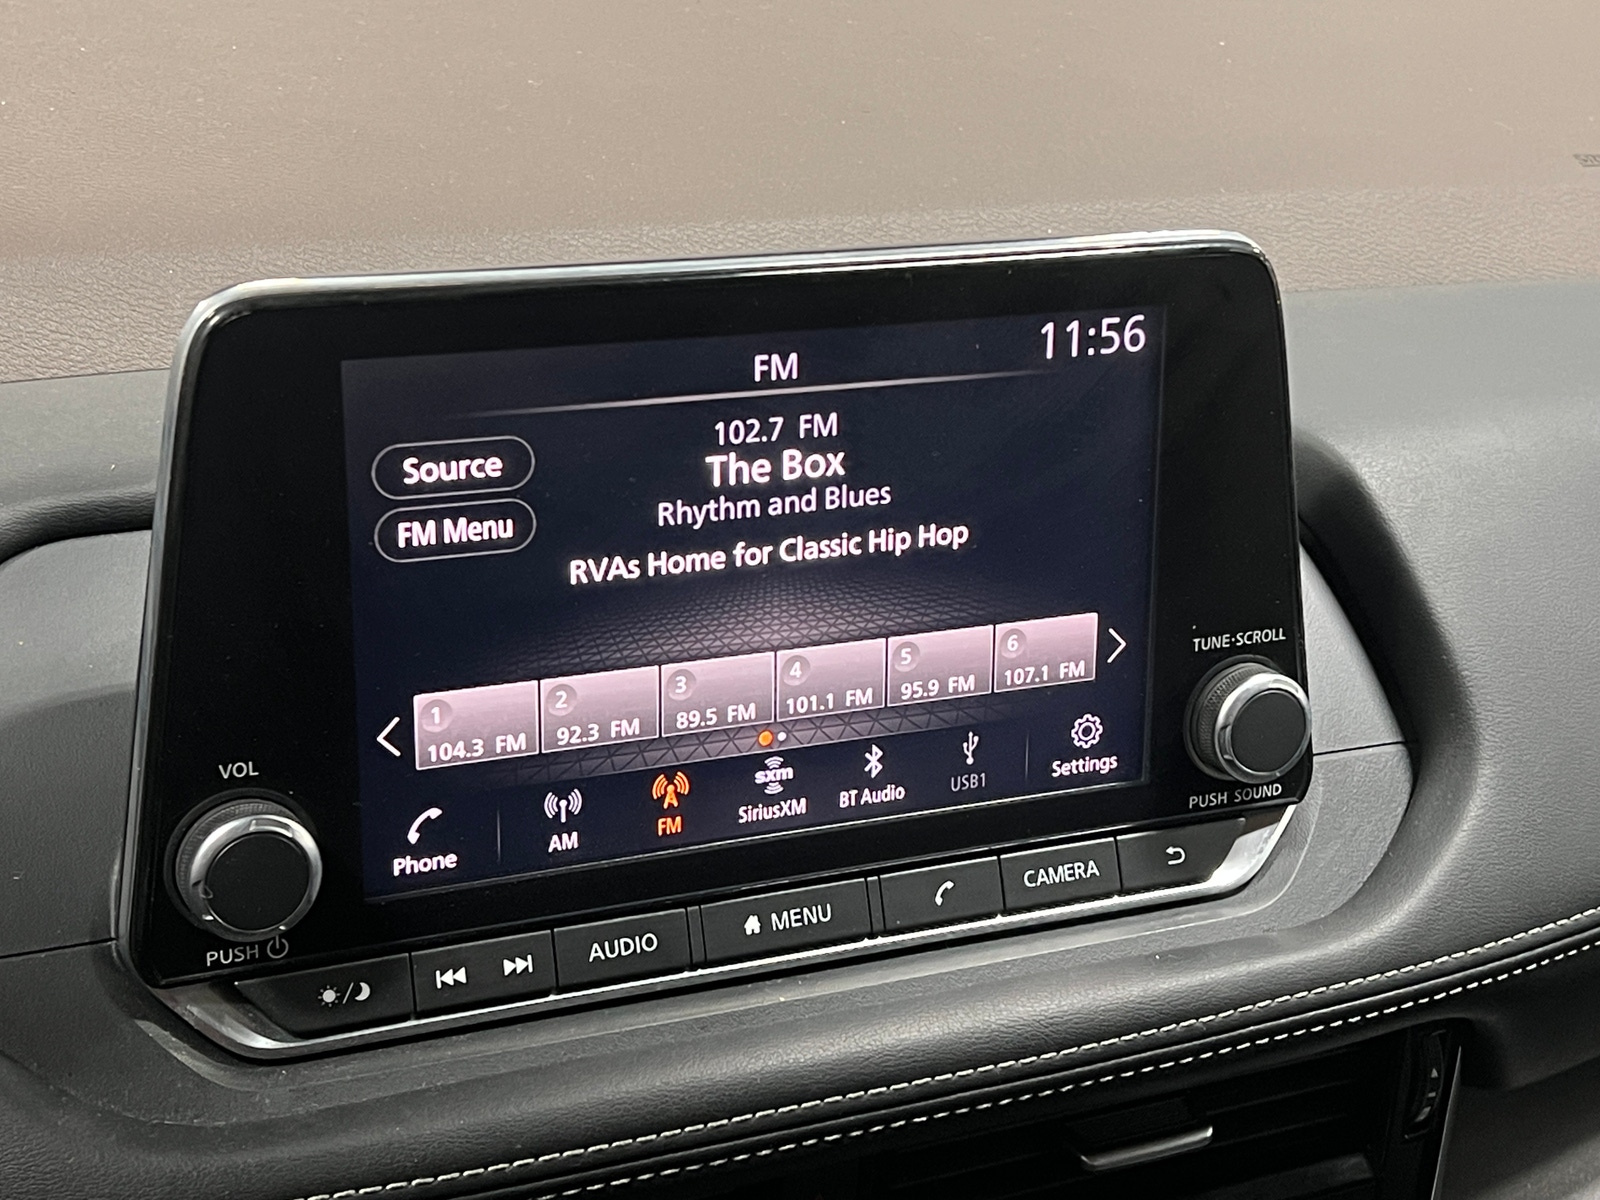 FM
11:56
102.7 FM
The Box
Rhythm and Blues
RVAs Home for Classic Hip Hop
Source
FM Menu
1
104.3 FM
2
92.3 FM
3
89.5 FM
4
101.1 FM
5
95.9 FM
6
107.1 FM
Phone
AM
FM
sxm
SiriusXM
BT Audio
USB1
Settings
VOL
PUSH
TUNE·SCROLL
PUSH SOUND
AUDIO
MENU
CAMERA